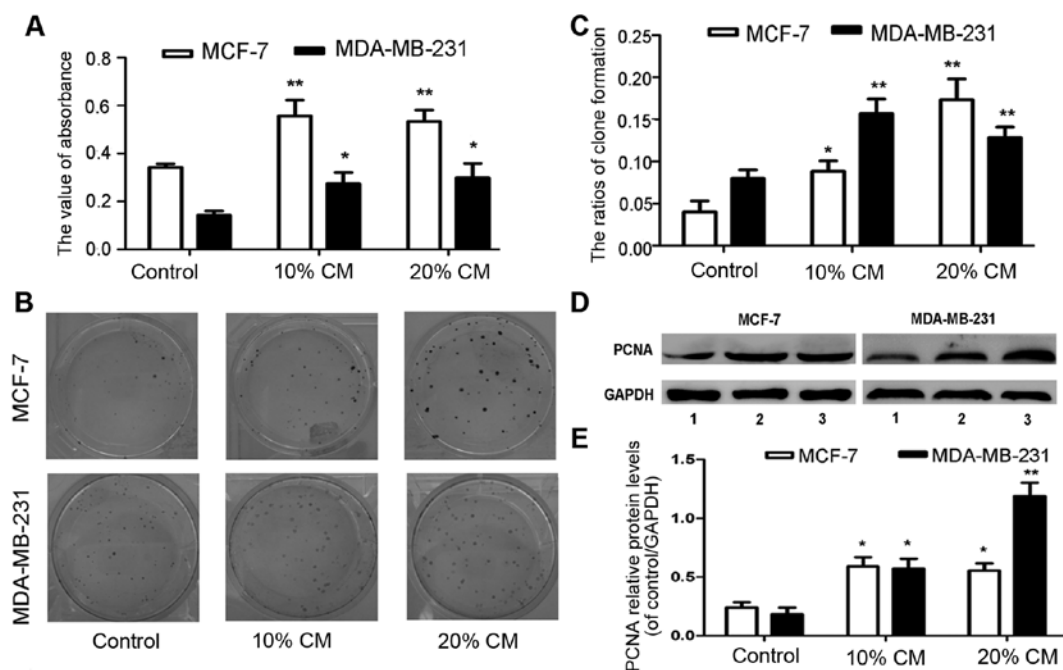 A
MCF-7 MDA-MB-231
The value of absorbance
0.8
0.6
0.4
0.2
0.0
** **
* *
Control 10% CM 20% CM
B
MCF-7
MDA-MB-231
Control 10% CM 20% CM
C
MCF-7 MDA-MB-231
The ratios of clone formation
0.20
0.15
0.10
0.05
0.00
* ** ** **
Control 10% CM 20% CM
D
MCF-7 MDA-MB-231
PCNA
GAPDH
1 2 3 1 2 3
E
MCF-7 MDA-MB-231
PCNA relative protein levels
(of control/GAPDH)
1.5
1.0
0.5
0.0
* * * **
Control 10% CM 20% CM